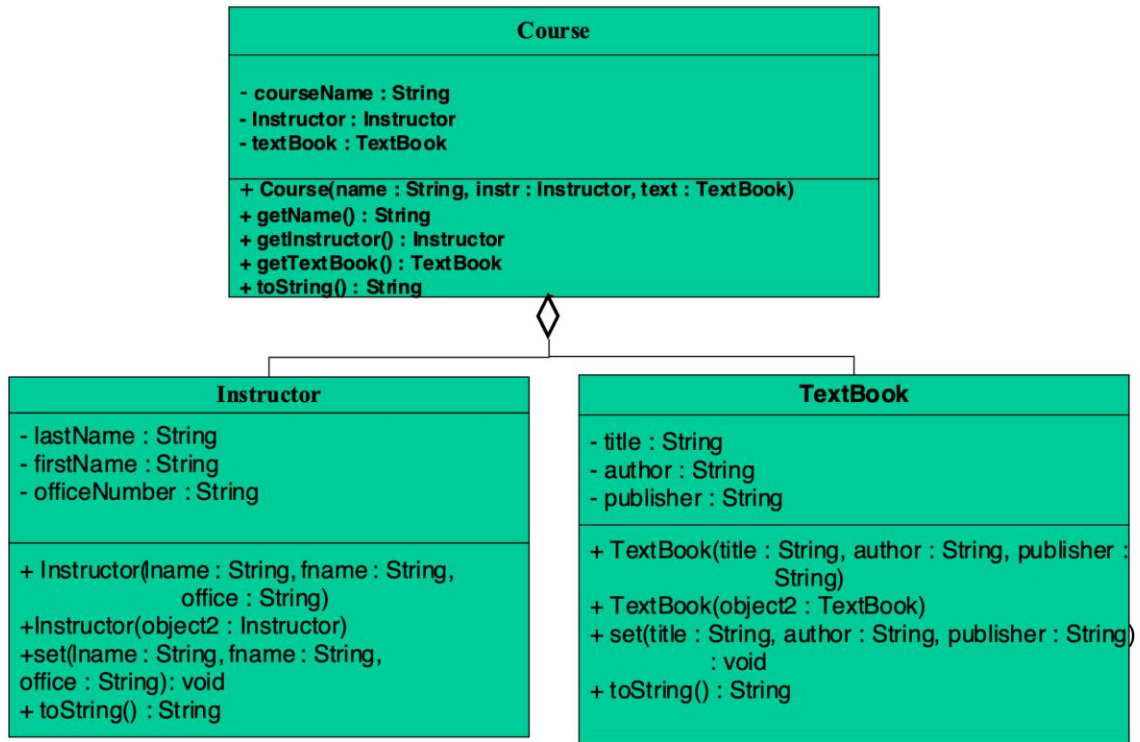 Course
- courseName : String
- Instructor : Instructor
- textBook : TextBook
+ Course(name : String, instr : Instructor, text : TextBook)
+ getName() : String
+ getInstructor() : Instructor
+ getTextBook() : TextBook
+ toString() : String
Instructor
- lastName : String
- firstName : String
- officeNumber : String
+ Instructor(lname : String, fname : String,
office : String)
+Instructor(object2 : Instructor)
+set(lname : String, fname : String,
office : String): void
+ toString() : String
TextBook
- title : String
- author : String
- publisher : String
+ TextBook(title : String, author : String, publisher :
String)
+ TextBook(object2 : TextBook)
+ set(title : String, author : String, publisher : String)
: void
+ toString() : String